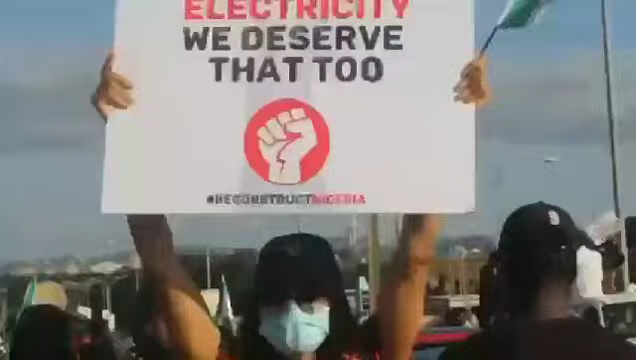 ELECTRICITY
WE DESERVE
THAT TOO
#RECONSTRUCTNIGERIA